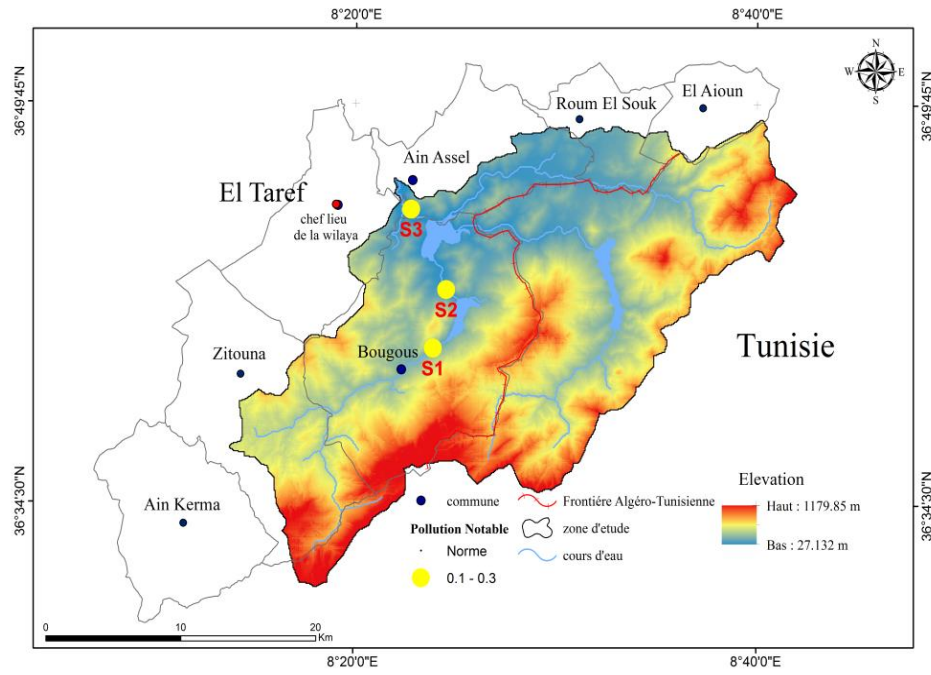 8°20'0"E
8°40'0"E
36°49'45"N
36°49'45"N
N
W
E
S
El Aioun
Roum El Souk
Ain Assel
El Taref
chef lieu
de la wilaya
S3
S2
Tunisie
Zitouna
Bougous
S1
Elevation
36°34'30"N
36°34'30"N
Ain Kerma
commune
Frontiére Algéro-Tunisienne
Haut : 1179.85 m
Pollution Notable
zone d'etude
Norme
cours d'eau
Bas : 27.132 m
0.1 - 0.3
0
10
20
Km
8°20'0"E
8°40'0"E